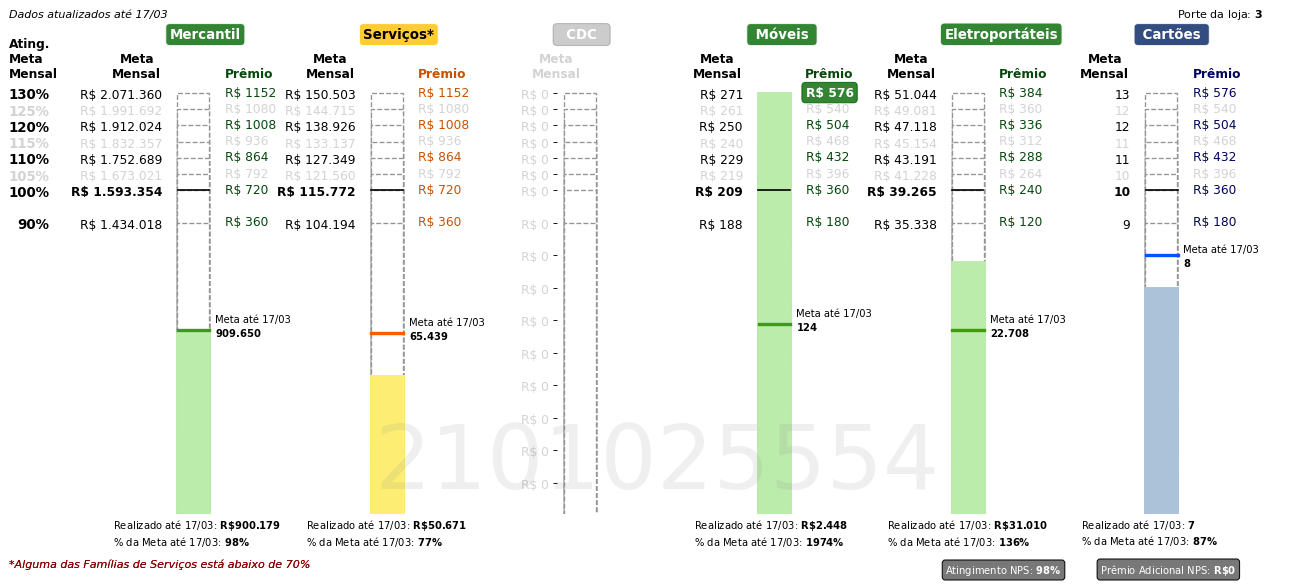 Dados atualizados até 17/03
Porte da loja: 3
Mercantil Serviços* CDC Móveis Eletroportáteis Cartões
Ating. Meta Mensal
Meta Mensal Prêmio Meta Mensal Prêmio Meta Mensal Meta Mensal Prêmio Meta Mensal Prêmio Meta Mensal Prêmio
130% R$ 2.071.360 R$ 1152 R$ 150.503 R$ 1152 R$ 0 R$ 271 R$ 576 R$ 51.044 R$ 384 13 R$ 576
125% R$ 1.991.692 R$ 1080 R$ 144.715 R$ 1080 R$ 0 R$ 261 R$ 540 R$ 49.081 R$ 360 12 R$ 540
120% R$ 1.912.024 R$ 1008 R$ 138.926 R$ 1008 R$ 0 R$ 250 R$ 504 R$ 47.118 R$ 336 12 R$ 504
115% R$ 1.832.357 R$ 936 R$ 133.137 R$ 936 R$ 0 R$ 240 R$ 468 R$ 45.154 R$ 312 11 R$ 468
110% R$ 1.752.689 R$ 864 R$ 127.349 R$ 864 R$ 0 R$ 229 R$ 432 R$ 43.191 R$ 288 11 R$ 432
105% R$ 1.673.021 R$ 792 R$ 121.560 R$ 792 R$ 0 R$ 219 R$ 396 R$ 41.228 R$ 264 10 R$ 396
100% R$ 1.593.354 R$ 720 R$ 115.772 R$ 720 R$ 0 R$ 209 R$ 360 R$ 39.265 R$ 240 10 R$ 360
90% R$ 1.434.018 R$ 360 R$ 104.194 R$ 360 R$ 0 R$ 188 R$ 180 R$ 35.338 R$ 120 9 R$ 180
R$ 0 Meta até 17/03
8
R$ 0
R$ 0
Meta até 17/03 Meta até 17/03 Meta até 17/03 Meta até 17/03
909.650 65.439 124 22.708
R$ 0
R$ 0
R$ 0
R$ 0
R$ 0
2101025554
Realizado até 17/03: R$900.179 Realizado até 17/03: R$50.671 Realizado até 17/03: R$2.448 Realizado até 17/03: R$31.010 Realizado até 17/03: 7
% da Meta até 17/03: 98% % da Meta até 17/03: 77% % da Meta até 17/03: 1974% % da Meta até 17/03: 136% % da Meta até 17/03: 87%
*Alguma das Famílias de Serviços está abaixo de 70%
Atingimento NPS: 98% Prêmio Adicional NPS: R$0